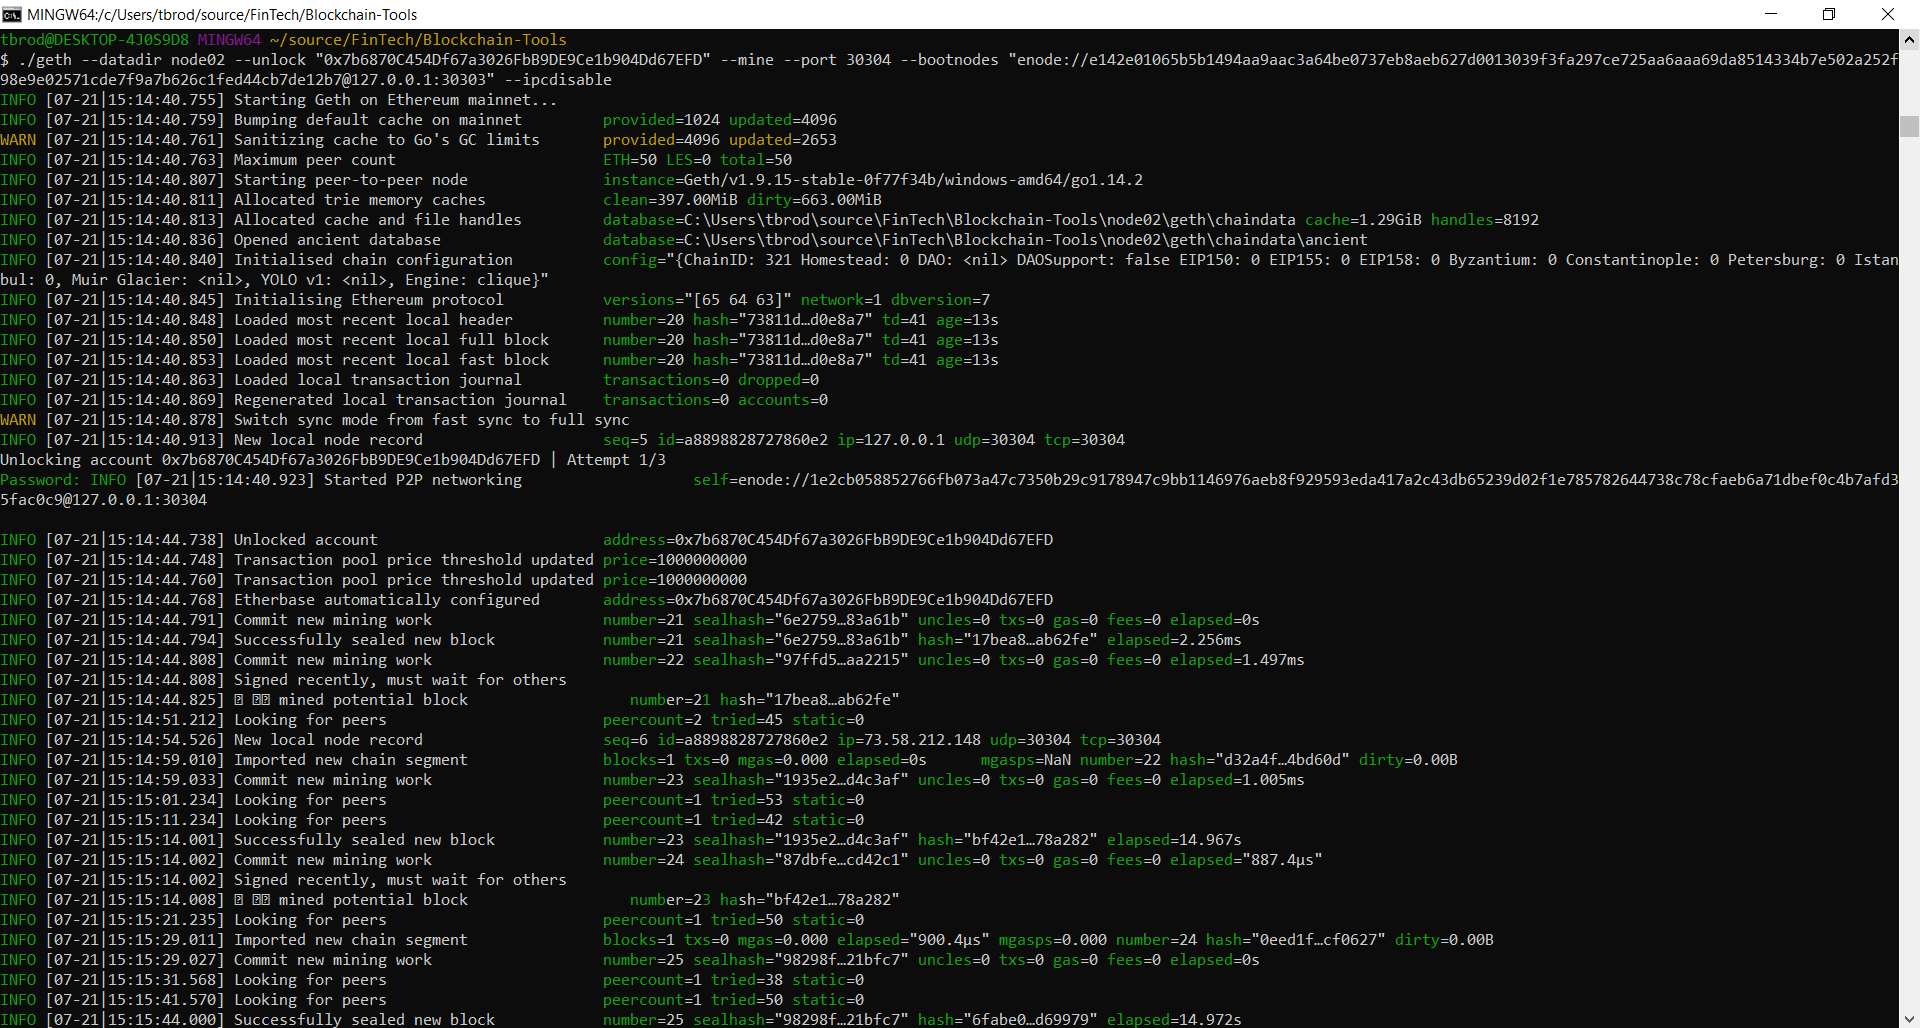 MINGW64:/c/Users/tbrod/source/FinTech/Blockchain-Tools
tbrod@DESKTOP-4J0S9D8 MINGW64 ~/source/FinTech/Blockchain-Tools
$ ./geth --datadir node02 --unlock "0x7b6870C454Df67a3026FbB9DE9Ce1b904Dd67EFD" --mine --port 30304 --bootnodes "enode://e142e01065b5b1494aa9aac3a64be0737eb8aeb627d0013039f3fa297ce725aa6aaa69da8514334b7e502a252f
98e9e02571cde7f9a7b626c1fed44cb7de12b7@127.0.0.1:30303" --ipcdisable
INFO [07-21|15:14:40.755] Starting Geth on Ethereum mainnet...
INFO [07-21|15:14:40.759] Bumping default cache on mainnet provided=1024 updated=4096
WARN [07-21|15:14:40.761] Sanitizing cache to Go's GC limits provided=4096 updated=2653
INFO [07-21|15:14:40.763] Maximum peer count ETH=50 LES=0 total=50
INFO [07-21|15:14:40.807] Starting peer-to-peer node instance=Geth/v1.9.15-stable-0f77f34b/windows-amd64/go1.14.2
INFO [07-21|15:14:40.811] Allocated trie memory caches clean=397.00MiB dirty=663.00MiB
INFO [07-21|15:14:40.813] Allocated cache and file handles database=C:\Users\tbrod\source\FinTech\Blockchain-Tools\node02\geth\chaindata cache=1.29GiB handles=8192
INFO [07-21|15:14:40.836] Opened ancient database database=C:\Users\tbrod\source\FinTech\Blockchain-Tools\node02\geth\chaindata\ancient
INFO [07-21|15:14:40.840] Initialised chain configuration config="{ChainID: 321 Homestead: 0 DAO: <nil> DAOSupport: false EIP150: 0 EIP155: 0 EIP158: 0 Byzantium: 0 Constantinople: 0 Petersburg: 0 Istan
bul: 0, Muir Glacier: <nil>, YOLO v1: <nil>, Engine: clique}"
INFO [07-21|15:14:40.845] Initialising Ethereum protocol versions="[65 64 63]" network=1 dbversion=7
INFO [07-21|15:14:40.848] Loaded most recent local header number=20 hash="73811d…d0e8a7" td=41 age=13s
INFO [07-21|15:14:40.850] Loaded most recent local full block number=20 hash="73811d…d0e8a7" td=41 age=13s
INFO [07-21|15:14:40.853] Loaded most recent local fast block number=20 hash="73811d…d0e8a7" td=41 age=13s
INFO [07-21|15:14:40.863] Loaded local transaction journal transactions=0 dropped=0
INFO [07-21|15:14:40.869] Regenerated local transaction journal transactions=0 accounts=0
WARN [07-21|15:14:40.878] Switch sync mode from fast sync to full sync
INFO [07-21|15:14:40.913] New local node record seq=5 id=a8898828727860e2 ip=127.0.0.1 udp=30304 tcp=30304
Unlocking account 0x7b6870C454Df67a3026FbB9DE9Ce1b904Dd67EFD | Attempt 1/3
Password: INFO [07-21|15:14:40.923] Started P2P networking self=enode://1e2cb058852766fb073a47c7350b29c9178947c9bb1146976aeb8f929593eda417a2c43db65239d02f1e785782644738c78cfaeb6a71dbef0c4b7afd3
5fac0c9@127.0.0.1:30304
INFO [07-21|15:14:44.738] Unlocked account address=0x7b6870C454Df67a3026FbB9DE9Ce1b904Dd67EFD
INFO [07-21|15:14:44.748] Transaction pool price threshold updated price=1000000000
INFO [07-21|15:14:44.760] Transaction pool price threshold updated price=1000000000
INFO [07-21|15:14:44.768] Etherbase automatically configured address=0x7b6870C454Df67a3026FbB9DE9Ce1b904Dd67EFD
INFO [07-21|15:14:44.791] Commit new mining work number=21 sealhash="6e2759…83a61b" uncles=0 txs=0 gas=0 fees=0 elapsed=0s
INFO [07-21|15:14:44.794] Successfully sealed new block number=21 sealhash="6e2759…83a61b" hash="17bea8…ab62fe" elapsed=2.256ms
INFO [07-21|15:14:44.808] Commit new mining work number=22 sealhash="97ffd5…aa2215" uncles=0 txs=0 gas=0 fees=0 elapsed=1.497ms
INFO [07-21|15:14:44.808] Signed recently, must wait for others
INFO [07-21|15:14:44.825] mined potential block number=21 hash="17bea8…ab62fe"
INFO [07-21|15:14:51.212] Looking for peers peercount=2 tried=45 static=0
INFO [07-21|15:14:54.526] New local node record seq=6 id=a8898828727860e2 ip=73.58.212.148 udp=30304 tcp=30304
INFO [07-21|15:14:59.010] Imported new chain segment blocks=1 txs=0 mgas=0.000 elapsed=0s mgasps=NaN number=22 hash="d32a4f…4bd60d" dirty=0.00B
INFO [07-21|15:14:59.033] Commit new mining work number=23 sealhash="1935e2…d4c3af" uncles=0 txs=0 gas=0 fees=0 elapsed=1.005ms
INFO [07-21|15:15:01.234] Looking for peers peercount=1 tried=53 static=0
INFO [07-21|15:15:11.234] Looking for peers peercount=1 tried=42 static=0
INFO [07-21|15:15:14.001] Successfully sealed new block number=23 sealhash="1935e2…d4c3af" hash="bf42e1…78a282" elapsed=14.967s
INFO [07-21|15:15:14.002] Commit new mining work number=24 sealhash="87dbfe…cd42c1" uncles=0 txs=0 gas=0 fees=0 elapsed="887.4µs"
INFO [07-21|15:15:14.002] Signed recently, must wait for others
INFO [07-21|15:15:14.008] mined potential block number=23 hash="bf42e1…78a282"
INFO [07-21|15:15:21.235] Looking for peers peercount=1 tried=50 static=0
INFO [07-21|15:15:29.011] Imported new chain segment blocks=1 txs=0 mgas=0.000 elapsed="900.4µs" mgasps=0.000 number=24 hash="0eed1f…cf0627" dirty=0.00B
INFO [07-21|15:15:29.027] Commit new mining work number=25 sealhash="98298f…21bfc7" uncles=0 txs=0 gas=0 fees=0 elapsed=0s
INFO [07-21|15:15:31.568] Looking for peers peercount=1 tried=38 static=0
INFO [07-21|15:15:41.570] Looking for peers peercount=1 tried=50 static=0
INFO [07-21|15:15:44.000] Successfully sealed new block number=25 sealhash="98298f…21bfc7" hash="6fabe0…d69979" elapsed=14.972s